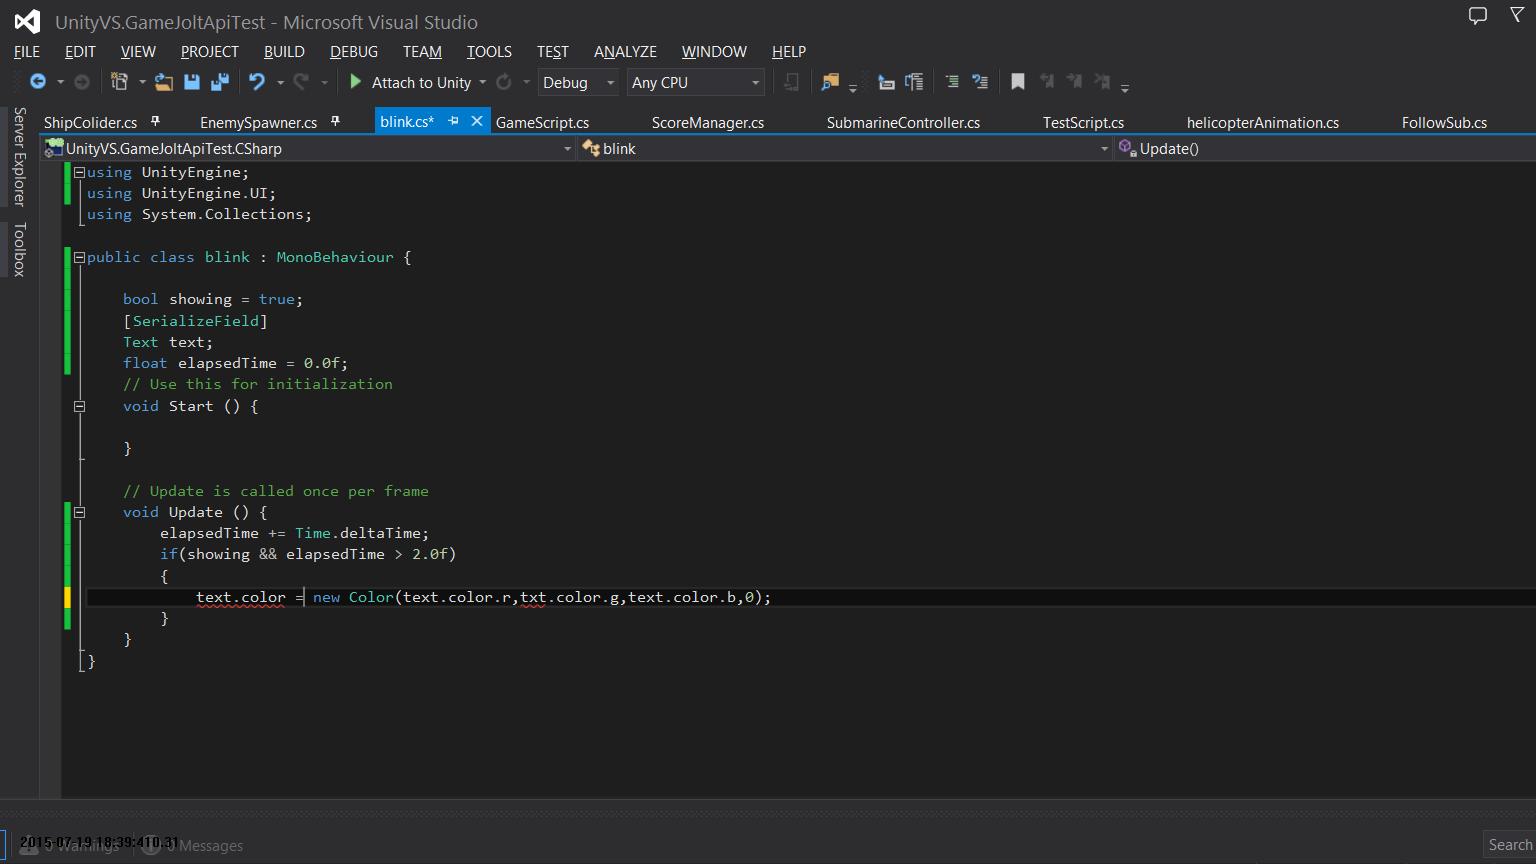 UnityVS.GameJoltApiTest - Microsoft Visual Studio
FILE EDIT VIEW PROJECT BUILD DEBUG TEAM TOOLS TEST ANALYZE WINDOW HELP
Attach to Unity Debug Any CPU
Server Explorer
Toolbox
ShipColider.cs EnemySpawner.cs blink.cs* GameScript.cs ScoreManager.cs SubmarineController.cs TestScript.cs helicopterAnimation.cs FollowSub.cs
UnityVS.GameJoltApiTest.CSharp blink Update()
using UnityEngine;
using UnityEngine.UI;
using System.Collections;
public class blink : MonoBehaviour {
bool showing = true;
[SerializeField]
Text text;
float elapsedTime = 0.0f;
// Use this for initialization
void Start () {
}
// Update is called once per frame
void Update () {
elapsedTime += Time.deltaTime;
if(showing && elapsedTime > 2.0f)
{
text.color = new Color(text.color.r,txt.color.g,text.color.b,0);
}
}
}
2015-07-19 18:39:410.31
0 Warnings 0 Messages
Search